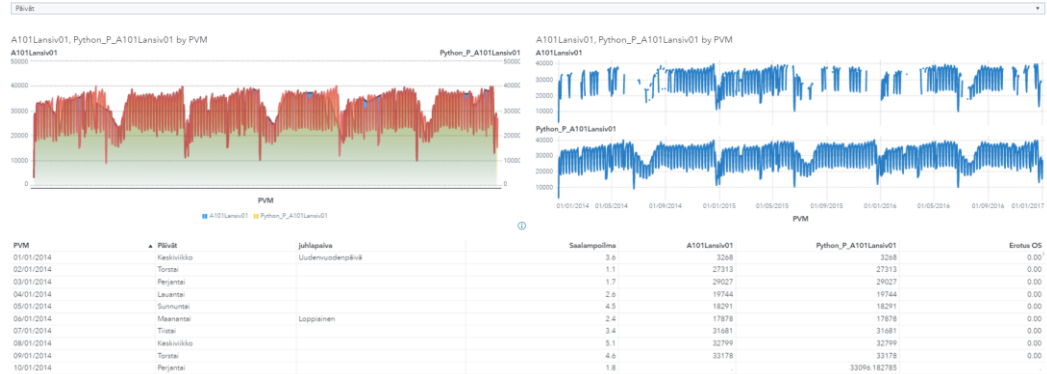 Päivät
A101Lansiv01, Python_P_A101Lansiv01 by PVM
A101Lansiv01 Python_P_A101Lansiv01
50000 50000
40000 40000
30000 30000
20000 20000
10000 10000
0 0
PVM
A101Lansiv01 Python_P_A101Lansiv01
A101Lansiv01, Python_P_A101Lansiv01 by PVM
A101Lansiv01
40000
30000
20000
10000
Python_P_A101Lansiv01
40000
30000
20000
10000
01/01/2014 01/05/2014 01/09/2014 01/01/2015 01/05/2015 01/09/2015 01/01/2016 01/05/2016 01/09/2016 01/01/2017
PVM
PVM Päivät juhlapaiva Saalampoilma A101Lansiv01 Python_P_A101Lansiv01 Erotus OS
01/01/2014 Keskiviikko Uudenvuodenpäivä 3.6 3268 3268 0.00
02/01/2014 Torstai 1.1 27313 27313 0.00
03/01/2014 Perjantai 1.7 29027 29027 0.00
04/01/2014 Lauantai 2.6 19744 19744 0.00
05/01/2014 Sunnuntai 4.5 18291 18291 0.00
06/01/2014 Maanantai Loppiainen 2.4 17878 17878 0.00
07/01/2014 Tiistai 3.4 31681 31681 0.00
08/01/2014 Keskiviikko 5.1 32799 32799 0.00
09/01/2014 Torstai 4.6 33178 33178 0.00
10/01/2014 Perjantai 1.8 . 33096.182785 .